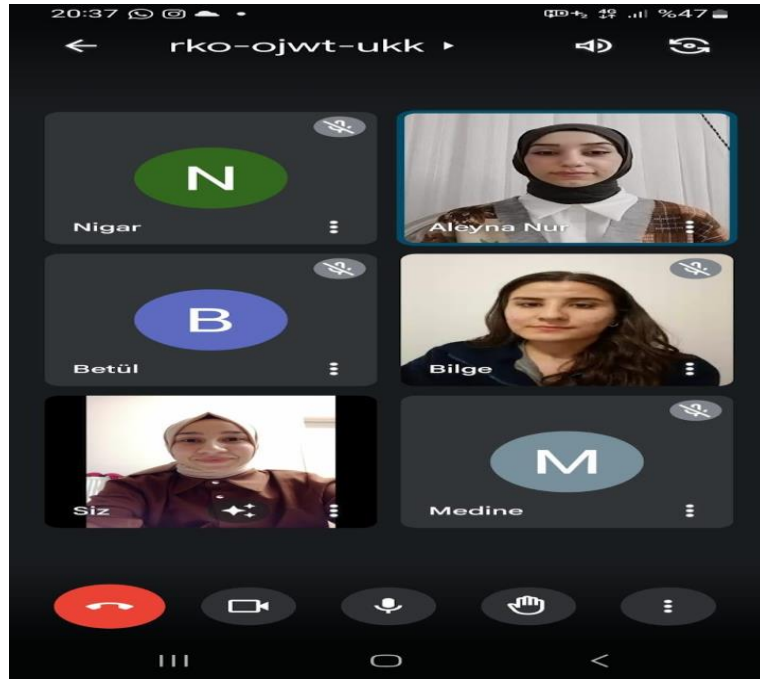 20:37 %47
rko-ojwt-ukk
N
Nigar
Aleyna Nur
B
Betül
Bilge
Siz
M
Medine